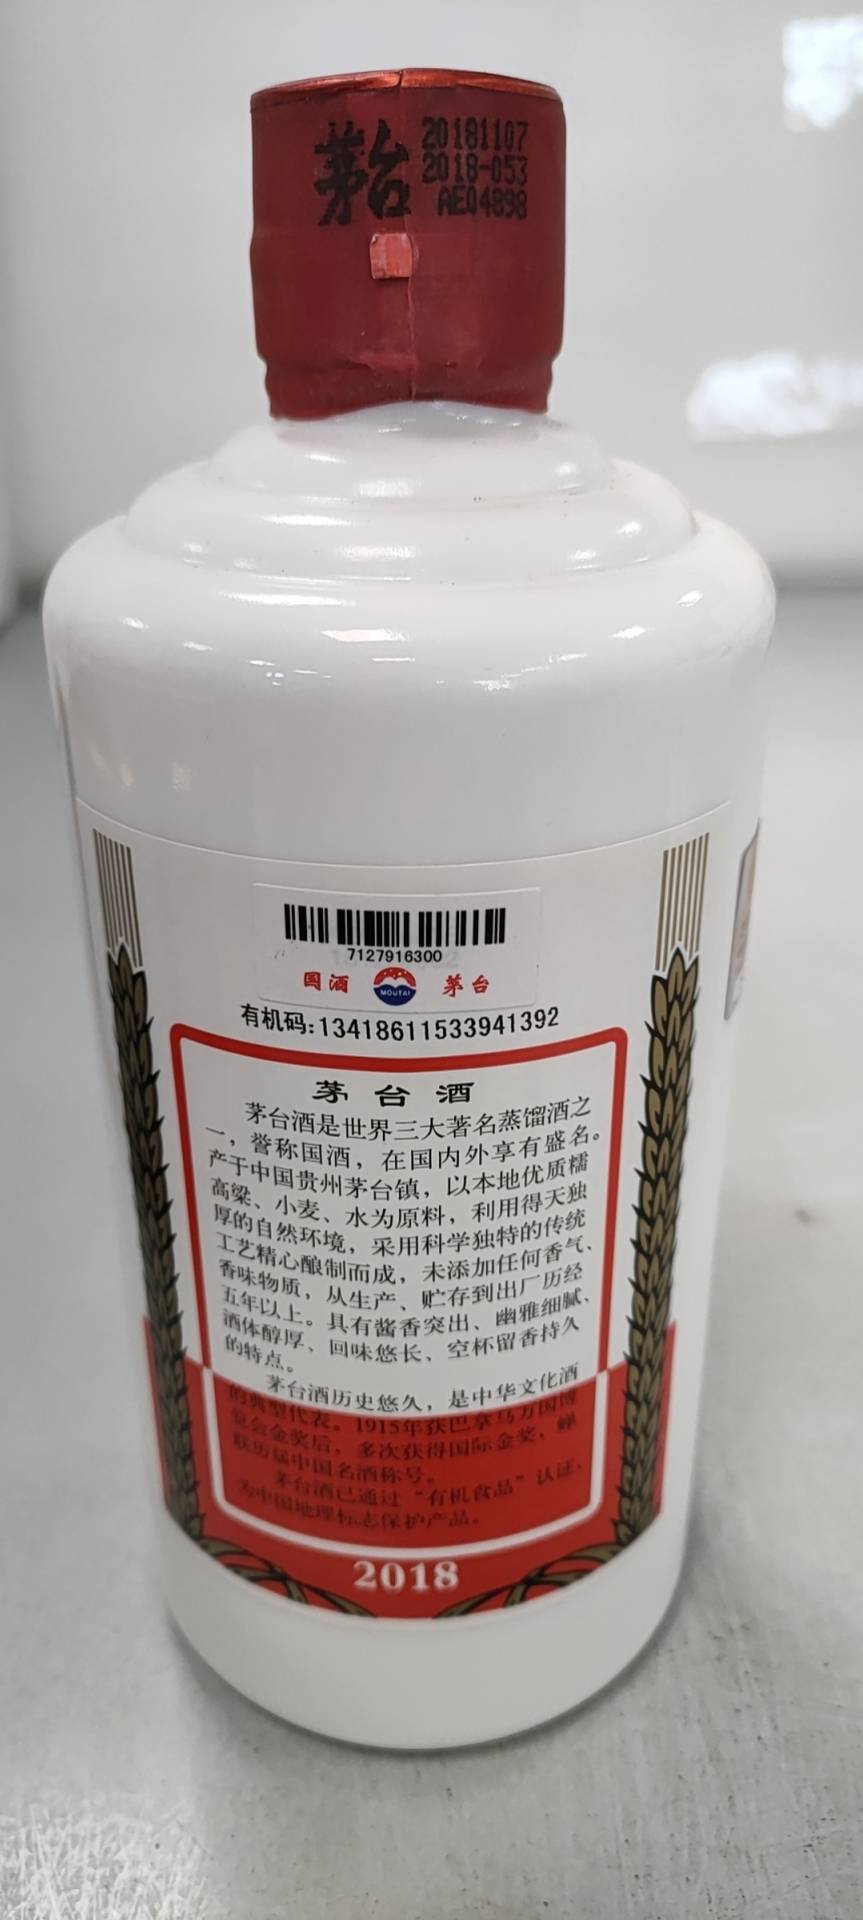 茅台
20181107
2018-053
AEQ4898
7127916300
国酒 MOUTAI 茅台
有机码:13418611533941392
茅台酒
茅台酒是世界三大著名蒸馏酒之
一，誉称国酒，在国内外享有盛名。
产于中国贵州茅台镇，以本地优质糯
高粱、小麦、水为原料，利用得天独
厚的自然环境，采用科学独特的传统
工艺精心酿制而成，未添加任何香气、
香味物质，从生产、贮存到出厂历经
五年以上。具有酱香突出、幽雅细腻、
酒体醇厚、回味悠长、空杯留香持久
的特点。
茅台酒历史悠久，是中华文化酒
的典型代表。1915年获巴拿马万国博
览会金奖后，多次获得国际金奖，蝉
联历届中国名酒称号。
茅台酒已通过“有机食品”认证，
为中国地理标志保护产品。
2018